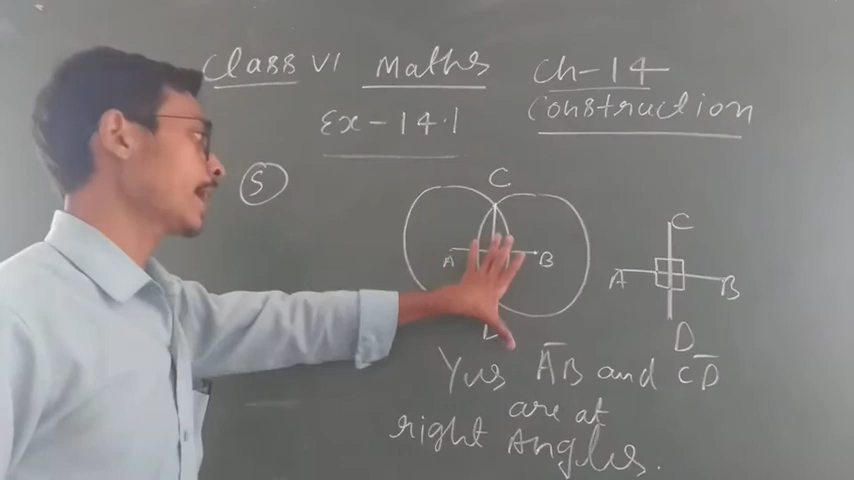 Class VI Maths Ch-14
Ex-14.1 Construction
5
C
A B
C
A B
D
Yes AB and CD
are at
right Angles.